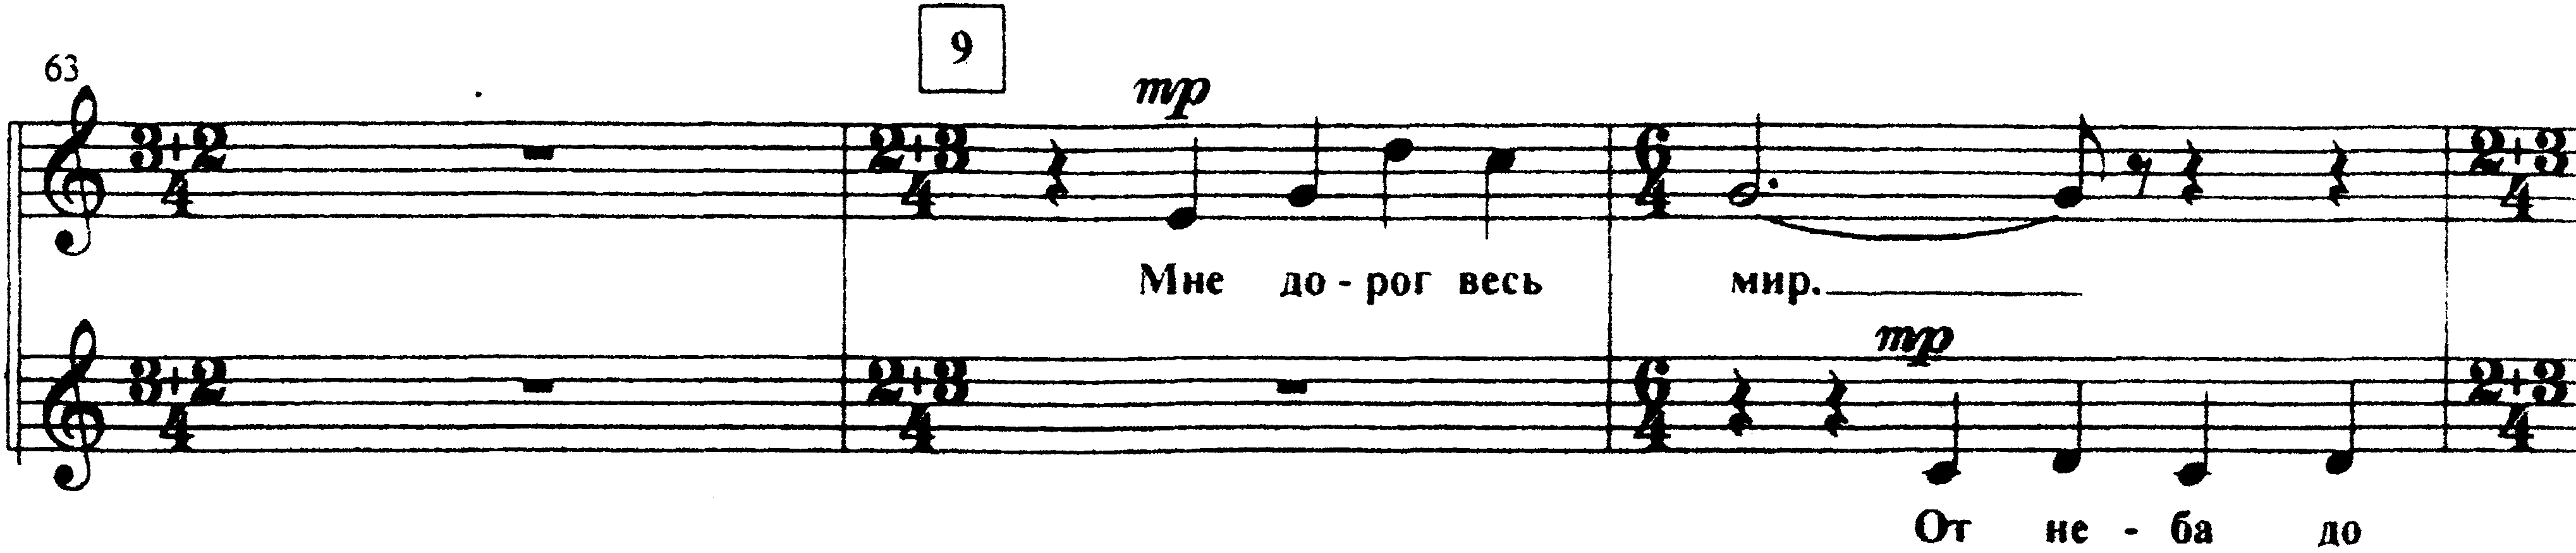 63
9
mp
3+2 4 2+3 4 6 4 2+3 4
Мне до - рог весь мир.
mp
3+2 4 2+3 4 6 4 2+3 4
От не - ба до